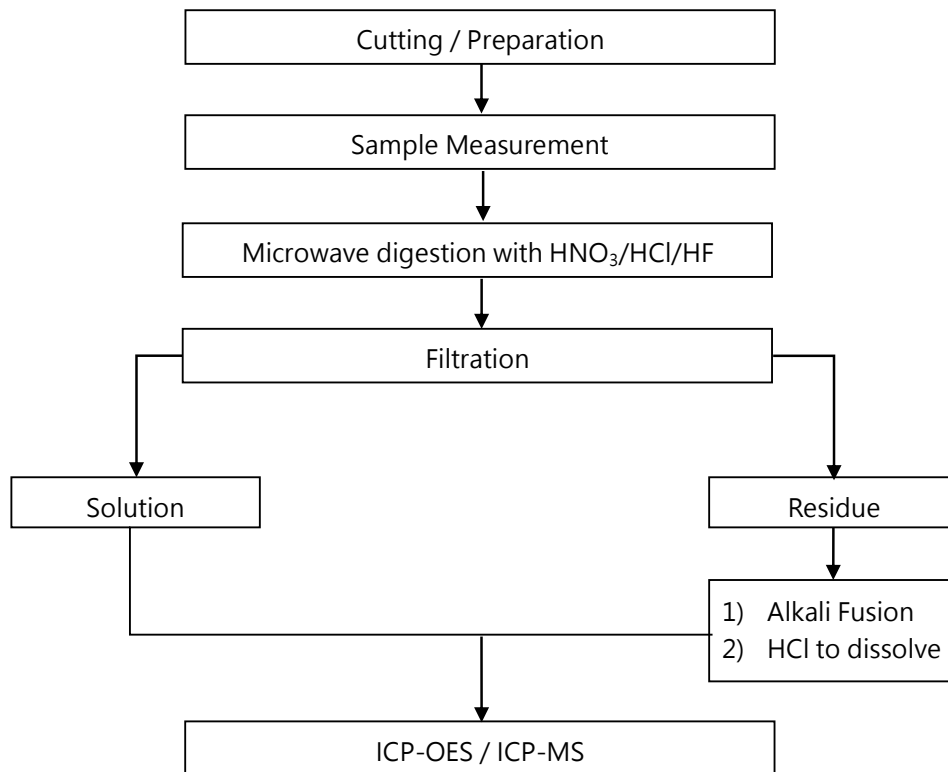 Cutting / Preparation
Sample Measurement
Microwave digestion with HNO₃/HCl/HF
Filtration
Solution
Residue
1) Alkali Fusion
2) HCl to dissolve
ICP-OES / ICP-MS